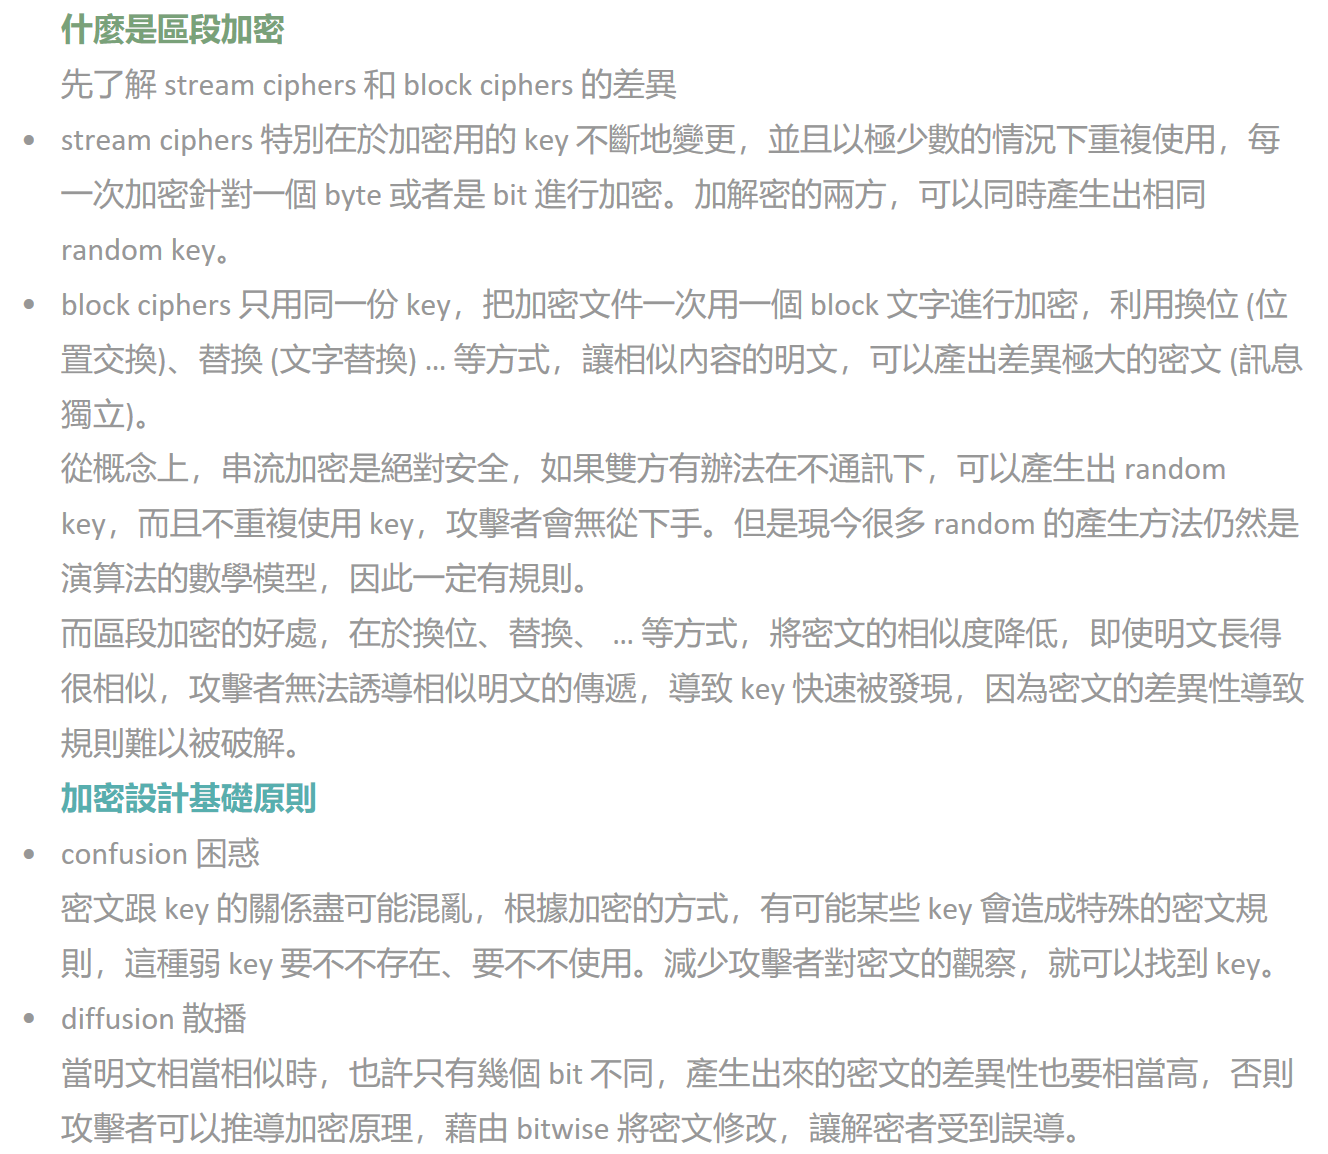 什麼是區段加密
先了解 stream ciphers 和 block ciphers 的差異
• stream ciphers 特別在於加密用的 key 不斷地變更，並且以極少數的情況下重複使用，每
一次加密針對一個 byte 或者是 bit 進行加密。加解密的兩方，可以同時產生出相同
random key。
• block ciphers 只用同一份 key，把加密文件一次用一個 block 文字進行加密，利用換位 (位
置交換)、替換 (文字替換) ... 等方式，讓相似內容的明文，可以產出差異極大的密文 (訊息
獨立)。
從概念上，串流加密是絕對安全，如果雙方有辦法在不通訊下，可以產生出 random
key，而且不重複使用 key，攻擊者會無從下手。但是現今很多 random 的產生方法仍然是
演算法的數學模型，因此一定有規則。
而區段加密的好處，在於換位、替換、 ... 等方式，將密文的相似度降低，即使明文長得
很相似，攻擊者無法誘導相似明文的傳遞，導致 key 快速被發現，因為密文的差異性導致
規則難以被破解。
加密設計基礎原則
• confusion 困惑
密文跟 key 的關係盡可能混亂，根據加密的方式，有可能某些 key 會造成特殊的密文規
則，這種弱 key 要不不存在、要不不使用。減少攻擊者對密文的觀察，就可以找到 key。
• diffusion 散播
當明文相當相似時，也許只有幾個 bit 不同，產生出來的密文的差異性也要相當高，否則
攻擊者可以推導加密原理，藉由 bitwise 將密文修改，讓解密者受到誤導。